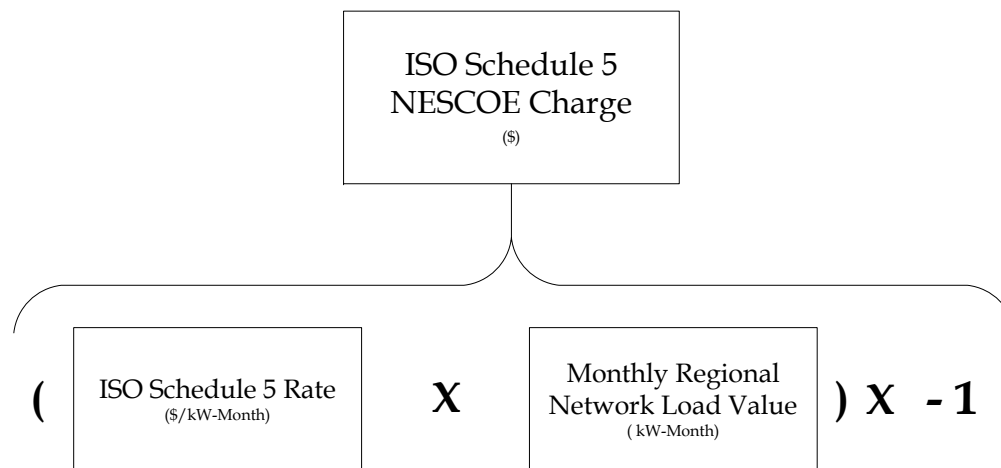 ISO Schedule 5
NESCOE Charge
($)
( ISO Schedule 5 Rate
($/kW-Month)
X
Monthly Regional
Network Load Value
( kW-Month)
) X - 1